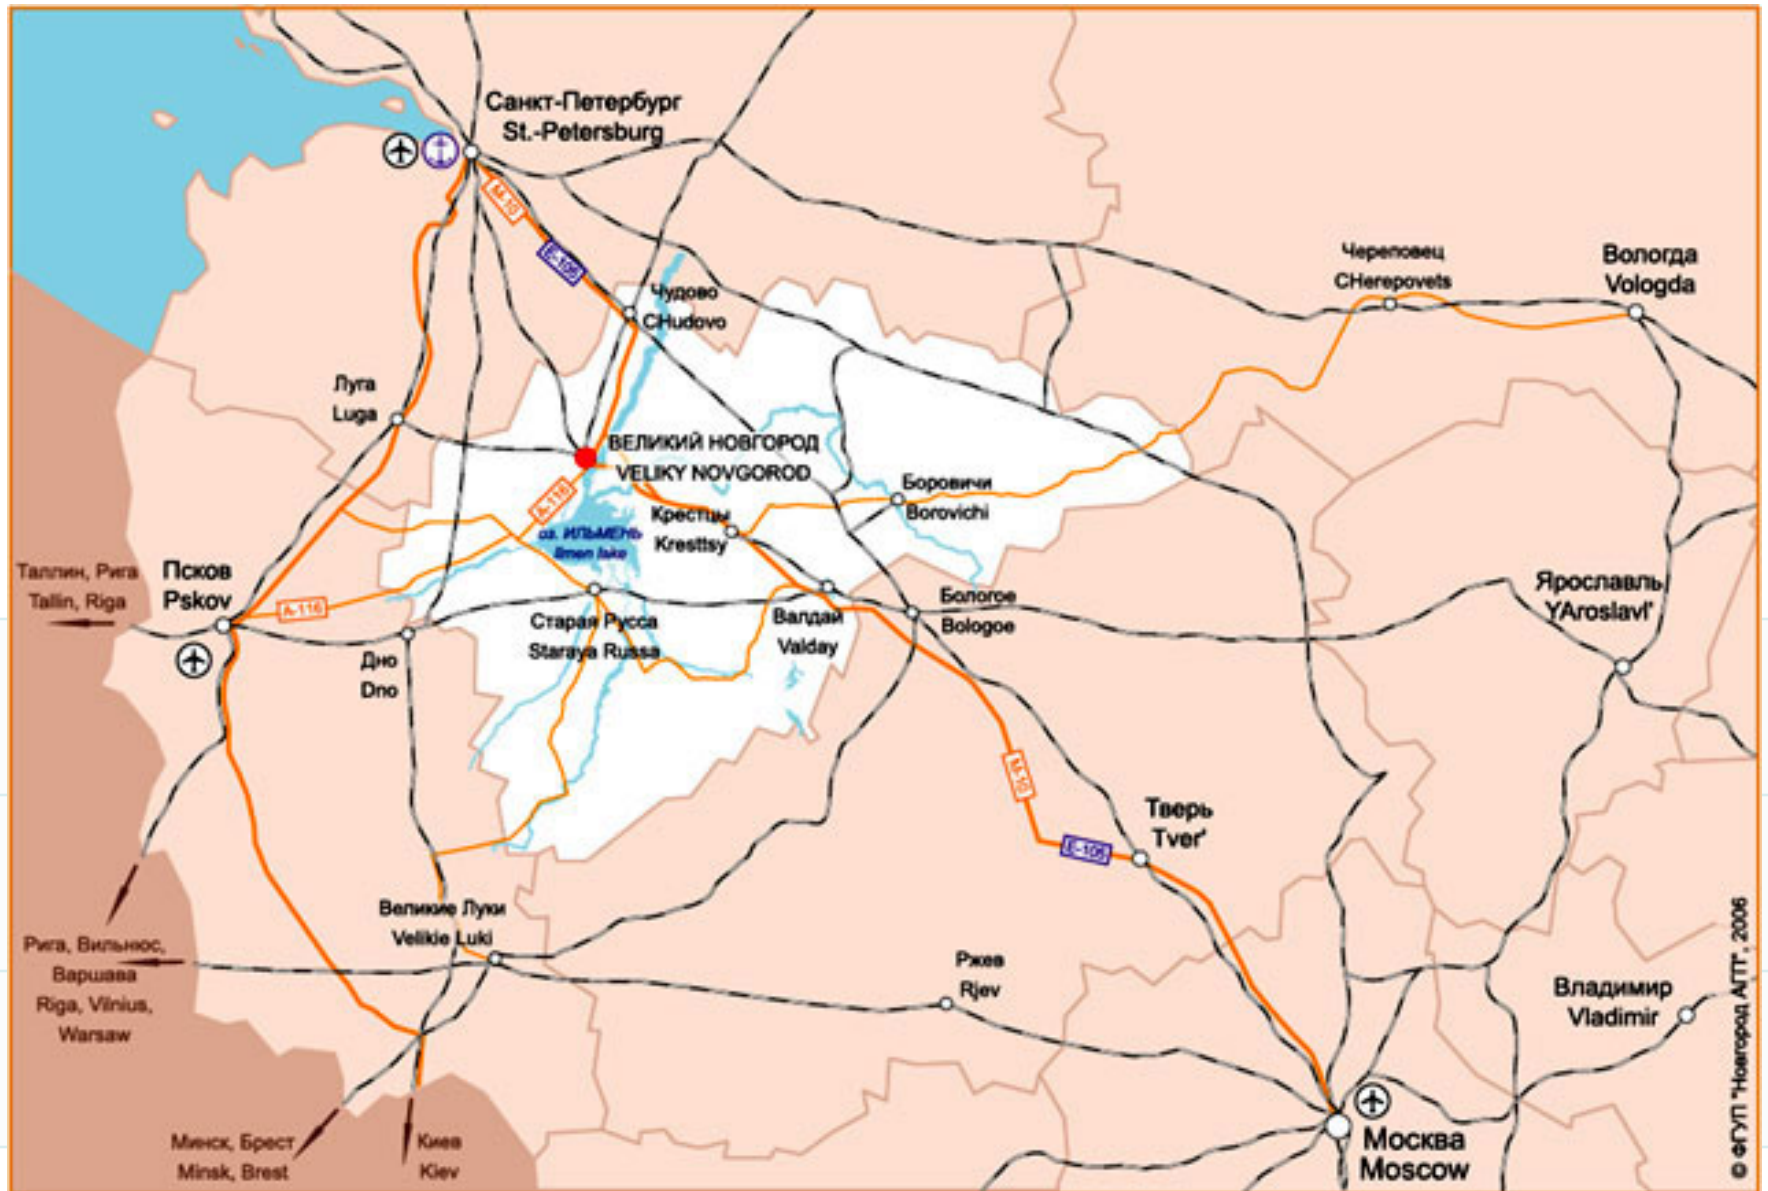 Санкт-Петербург
St.-Petersburg
М-10
E-105
Чудово
CHudovo
Череповец
CHerepovets
Вологда
Vologda
Луга
Luga
ВЕЛИКИЙ НОВГОРОД
VELIKY NOVGOROD
А-116
Боровичи
Borovichi
Крестцы
Kresttsy
оз. ИЛЬМЕНЬ
Ilmen lake
Таллин, Рига
Tallin, Riga
Псков
Pskov
А-116
Ярославль
YAroslavl'
Старая Русса
Staraya Russa
Валдай
Valday
Бологое
Bologoe
Дно
Dno
М-10
Тверь
Tver'
E-105
Великие Луки
Velikie Luki
Рига, Вильнюс,
Варшава
Riga, Vilnius,
Warsaw
Ржев
Rjev
Владимир
Vladimir
Минск, Брест
Minsk, Brest
Киев
Kiev
Москва
Moscow
© ФГУП "Новгород АГП", 2006